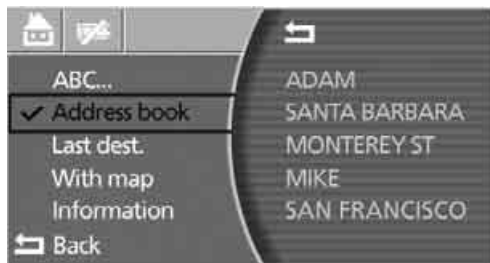 ABC...
Address book
Last dest.
With map
Information
Back
ADAM
SANTA BARBARA
MONTEREY ST
MIKE
SAN FRANCISCO